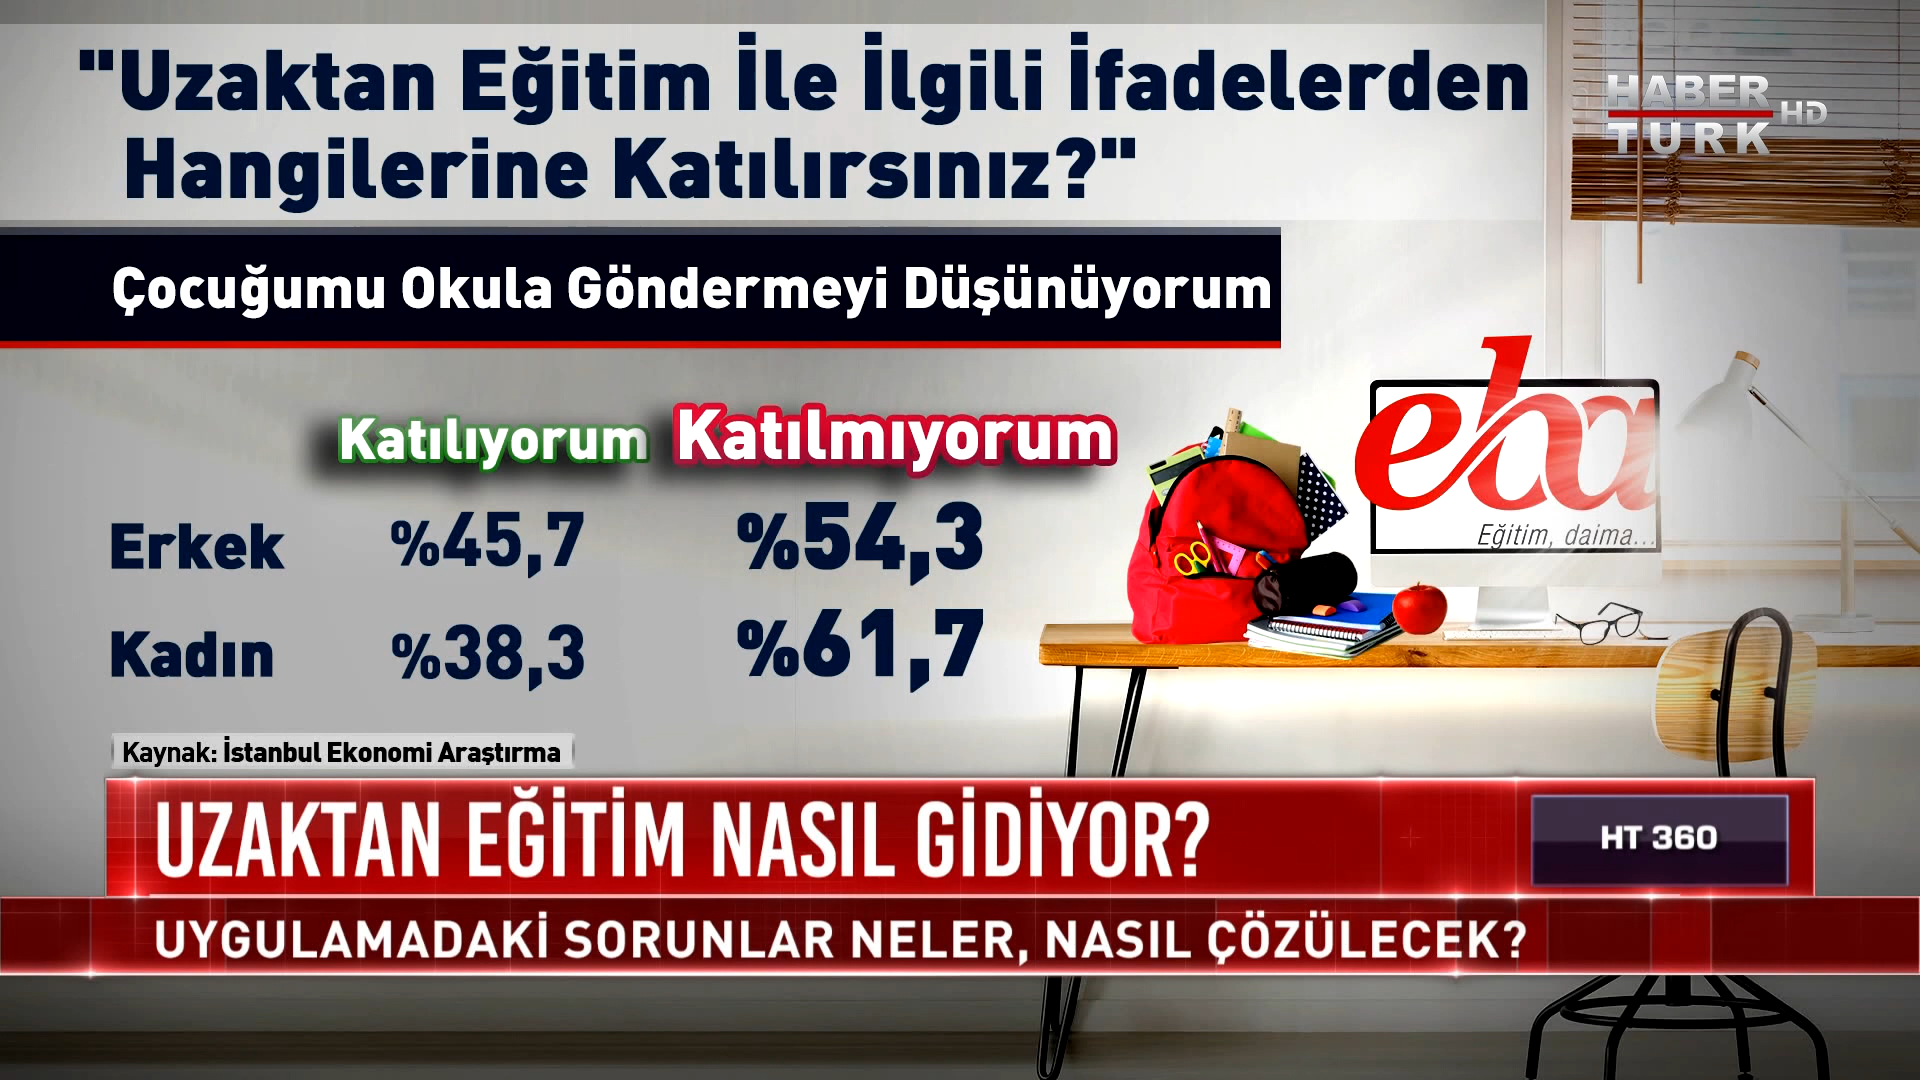 "Uzaktan Eğitim İle İlgili İfadelerden
Hangilerine Katılırsınız?"
HABER
TURK HD
Çocuğumu Okula Göndermeyi Düşünüyorum
Katılıyorum Katılmıyorum
Erkek %45,7 %54,3
Kadın %38,3 %61,7
eba
Eğitim, daima...
Kaynak: İstanbul Ekonomi Araştırma
UZAKTAN EĞİTİM NASIL GİDİYOR?
HT 360
UYGULAMADAKİ SORUNLAR NELER, NASIL ÇÖZÜLECEK?